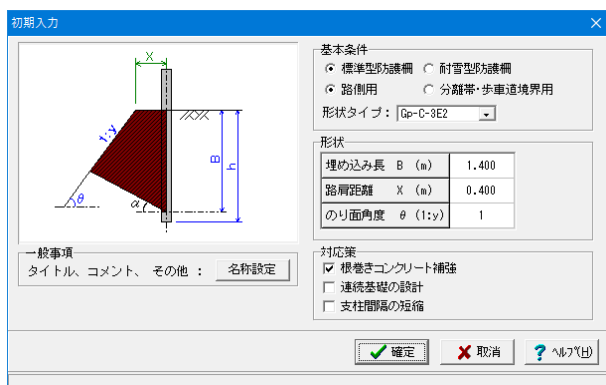 初期入力
X
1:y
B
h
θ
α
一般事項
タイトル、コメント、 その他 : 名称設定
基本条件
標準型防護柵 耐雪型防護柵
路側用 分離帯・歩車道境界用
形状タイプ: Gp-C-3E2
形状
埋め込み長 B (m) 1.400
路肩距離 X (m) 0.400
のり面角度 θ (1:y) 1
対応策
根巻きコンクリート補強
連続基礎の設計
支柱間隔の短縮
確定 取消 ? ヘルプ(H)